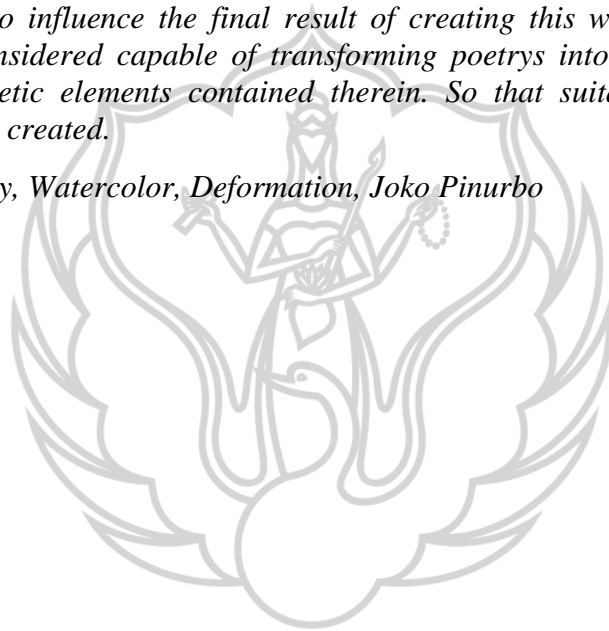 o influence the final result of creating this w
nsidered capable of transforming poetrys into
etic elements contained therein. So that suit
created.
y, Watercolor, Deformation, Joko Pinurbo